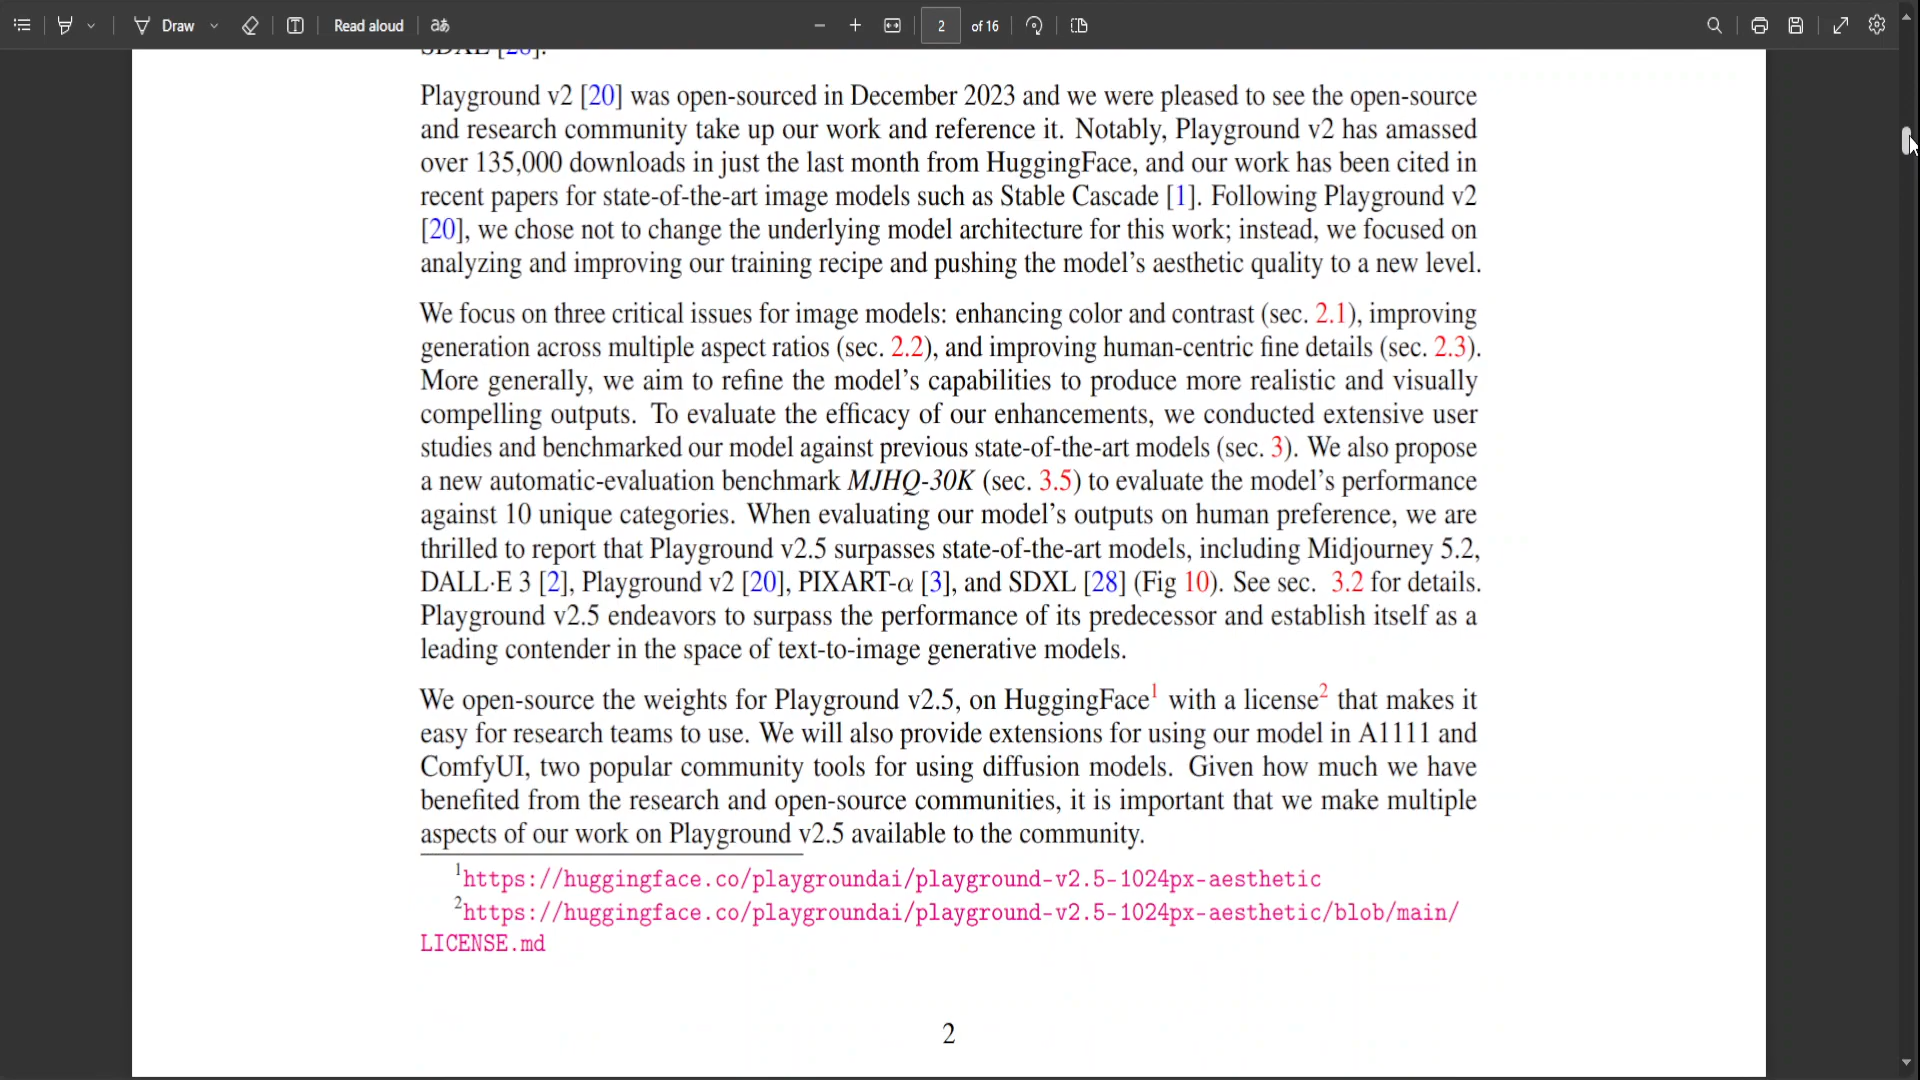 Draw
Read aloud
2 of 16
SDXL [28].
Playground v2 [20] was open-sourced in December 2023 and we were pleased to see the open-source
and research community take up our work and reference it. Notably, Playground v2 has amassed
over 135,000 downloads in just the last month from HuggingFace, and our work has been cited in
recent papers for state-of-the-art image models such as Stable Cascade [1]. Following Playground v2
[20], we chose not to change the underlying model architecture for this work; instead, we focused on
analyzing and improving our training recipe and pushing the model's aesthetic quality to a new level.
We focus on three critical issues for image models: enhancing color and contrast (sec. 2.1), improving
generation across multiple aspect ratios (sec. 2.2), and improving human-centric fine details (sec. 2.3).
More generally, we aim to refine the model's capabilities to produce more realistic and visually
compelling outputs. To evaluate the efficacy of our enhancements, we conducted extensive user
studies and benchmarked our model against previous state-of-the-art models (sec. 3). We also propose
a new automatic-evaluation benchmark MJHQ-30K (sec. 3.5) to evaluate the model's performance
against 10 unique categories. When evaluating our model's outputs on human preference, we are
thrilled to report that Playground v2.5 surpasses state-of-the-art models, including Midjourney 5.2,
DALL·E 3 [2], Playground v2 [20], PIXART-α [3], and SDXL [28] (Fig 10). See sec. 3.2 for details.
Playground v2.5 endeavors to surpass the performance of its predecessor and establish itself as a
leading contender in the space of text-to-image generative models.
We open-source the weights for Playground v2.5, on HuggingFace1 with a license2 that makes it
easy for research teams to use. We will also provide extensions for using our model in A1111 and
ComfyUI, two popular community tools for using diffusion models. Given how much we have
benefited from the research and open-source communities, it is important that we make multiple
aspects of our work on Playground v2.5 available to the community.
1https://huggingface.co/playgroundai/playground-v2.5-1024px-aesthetic
2https://huggingface.co/playgroundai/playground-v2.5-1024px-aesthetic/blob/main/
LICENSE.md
2